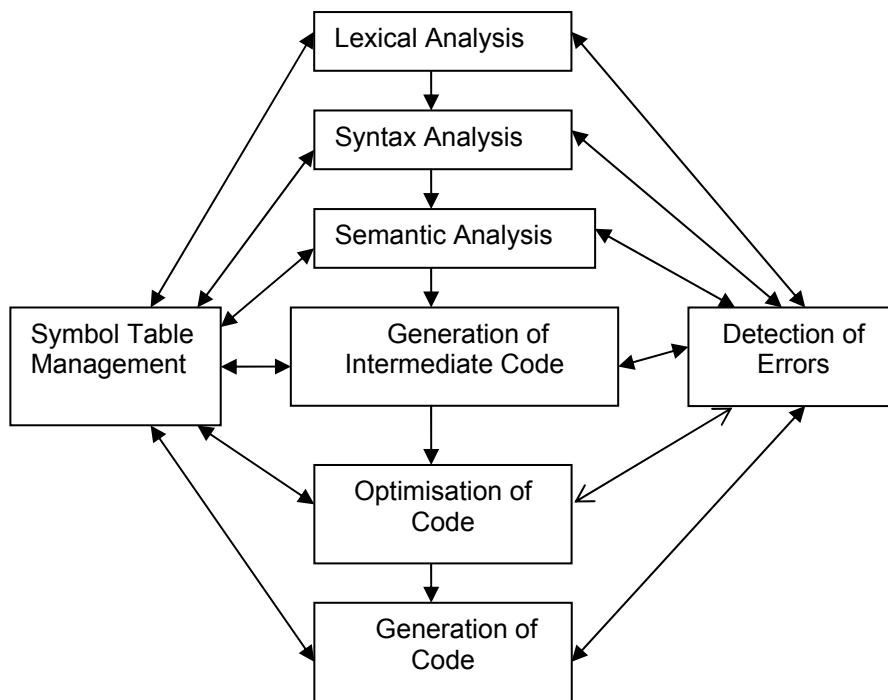 Lexical Analysis
Syntax Analysis
Semantic Analysis
Symbol Table
Management
Generation of
Intermediate Code
Detection of
Errors
Optimisation of
Code
Generation of
Code